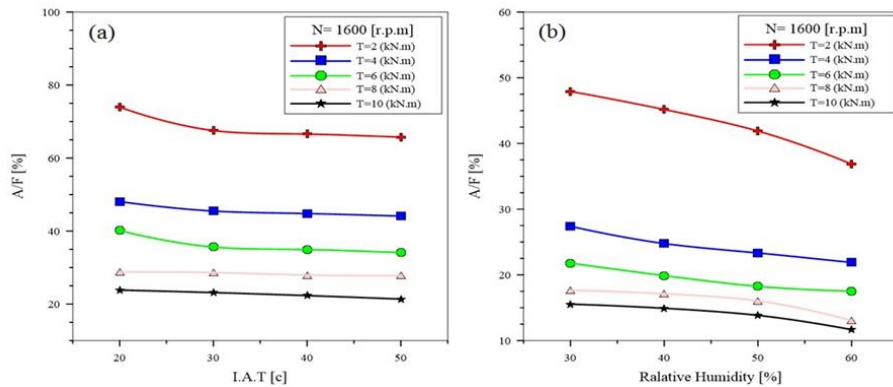 (a)
N= 1600 [r.p.m]
T=2 (kN.m)
T=4 (kN.m)
T=6 (kN.m)
T=8 (kN.m)
T=10 (kN.m)
100
80
60
40
20
A/F [%]
20 30 40 50
I.A.T [c]
(b)
N= 1600 [r.p.m]
T=2 (kN.m)
T=4 (kN.m)
T=6 (kN.m)
T=8 (kN.m)
T=10 (kN.m)
60
50
40
30
20
10
A/F [%]
30 40 50 60
Ralative Humidity [%]